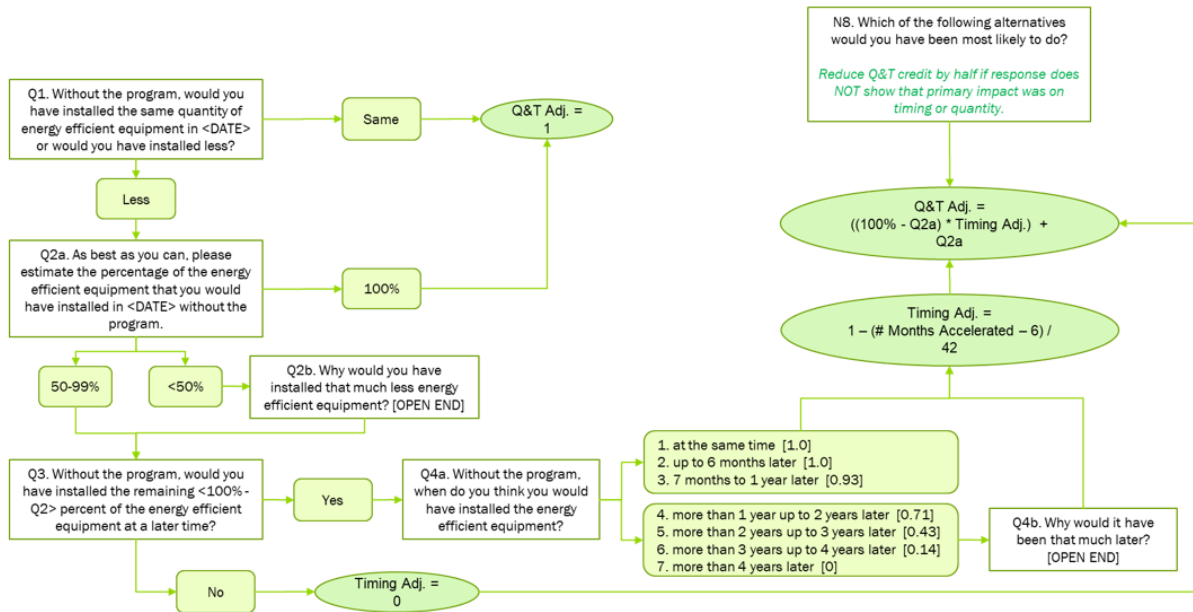 Q1. Without the program, would you
have installed the same quantity of
energy efficient equipment in <DATE>
or would you have installed less?
Same
Q&T Adj. =
1
N8. Which of the following alternatives
would you have been most likely to do?
Reduce Q&T credit by half if response does
NOT show that primary impact was on
timing or quantity.
Less
Q2a. As best as you can, please
estimate the percentage of the energy
efficient equipment that you would
have installed in <DATE> without the
program.
100%
Q&T Adj. =
((100% - Q2a) * Timing Adj.) +
Q2a
50-99%
<50%
Q2b. Why would you have
installed that much less energy
efficient equipment? [OPEN END]
Timing Adj. =
1 – (# Months Accelerated – 6) /
42
Q3. Without the program, would you
have installed the remaining <100% -
Q2> percent of the energy efficient
equipment at a later time?
Yes
Q4a. Without the program,
when do you think you would
have installed the energy
efficient equipment?
1. at the same time [1.0]
2. up to 6 months later [1.0]
3. 7 months to 1 year later [0.93]
4. more than 1 year up to 2 years later [0.71]
5. more than 2 years up to 3 years later [0.43]
6. more than 3 years up to 4 years later [0.14]
7. more than 4 years later [0]
Q4b. Why would it have
been that much later?
[OPEN END]
No
Timing Adj. =
0